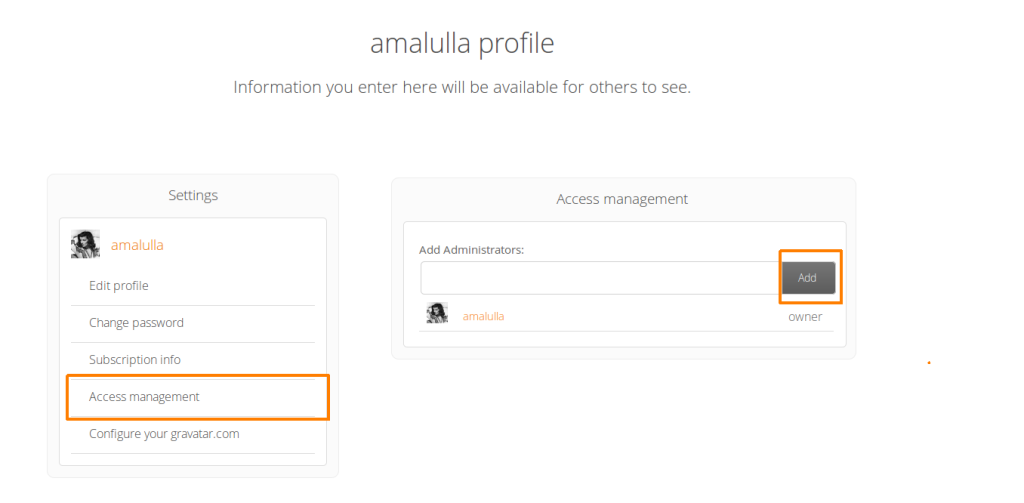 amalulla profile
Information you enter here will be available for others to see.
Settings
amalulla
Edit profile
Change password
Subscription info
Access management
Configure your gravatar.com
Access management
Add Administrators:
Add
amalulla owner